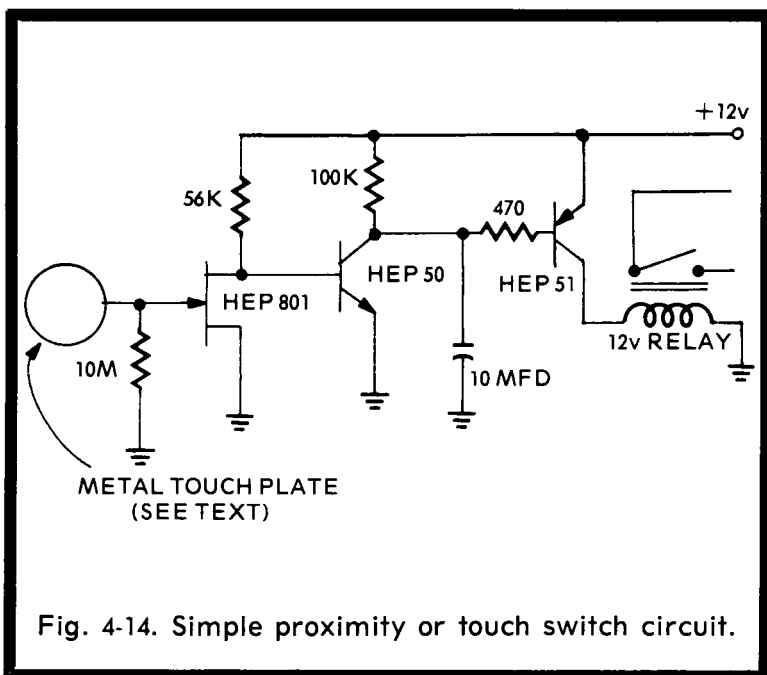 +12v
100K
56K
470
HEP 50
HEP 51
HEP 801
12v RELAY
10M
10 MFD
METAL TOUCH PLATE
(SEE TEXT)
Fig. 4-14. Simple proximity or touch switch circuit.